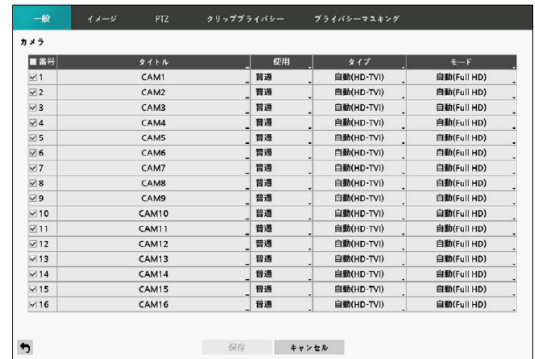 一般 イメージ PTZ クリッププライバシー プライバシーマスキング
カメラ
番号 タイトル 使用 タイプ モード
1 CAM1 普通 自動(HD-TVI) 自動(Full HD)
2 CAM2 普通 自動(HD-TVI) 自動(Full HD)
3 CAM3 普通 自動(HD-TVI) 自動(Full HD)
4 CAM4 普通 自動(HD-TVI) 自動(Full HD)
5 CAM5 普通 自動(HD-TVI) 自動(Full HD)
6 CAM6 普通 自動(HD-TVI) 自動(Full HD)
7 CAM7 普通 自動(HD-TVI) 自動(Full HD)
8 CAM8 普通 自動(HD-TVI) 自動(Full HD)
9 CAM9 普通 自動(HD-TVI) 自動(Full HD)
10 CAM10 普通 自動(HD-TVI) 自動(Full HD)
11 CAM11 普通 自動(HD-TVI) 自動(Full HD)
12 CAM12 普通 自動(HD-TVI) 自動(Full HD)
13 CAM13 普通 自動(HD-TVI) 自動(Full HD)
14 CAM14 普通 自動(HD-TVI) 自動(Full HD)
15 CAM15 普通 自動(HD-TVI) 自動(Full HD)
16 CAM16 普通 自動(HD-TVI) 自動(Full HD)
保存 キャンセル